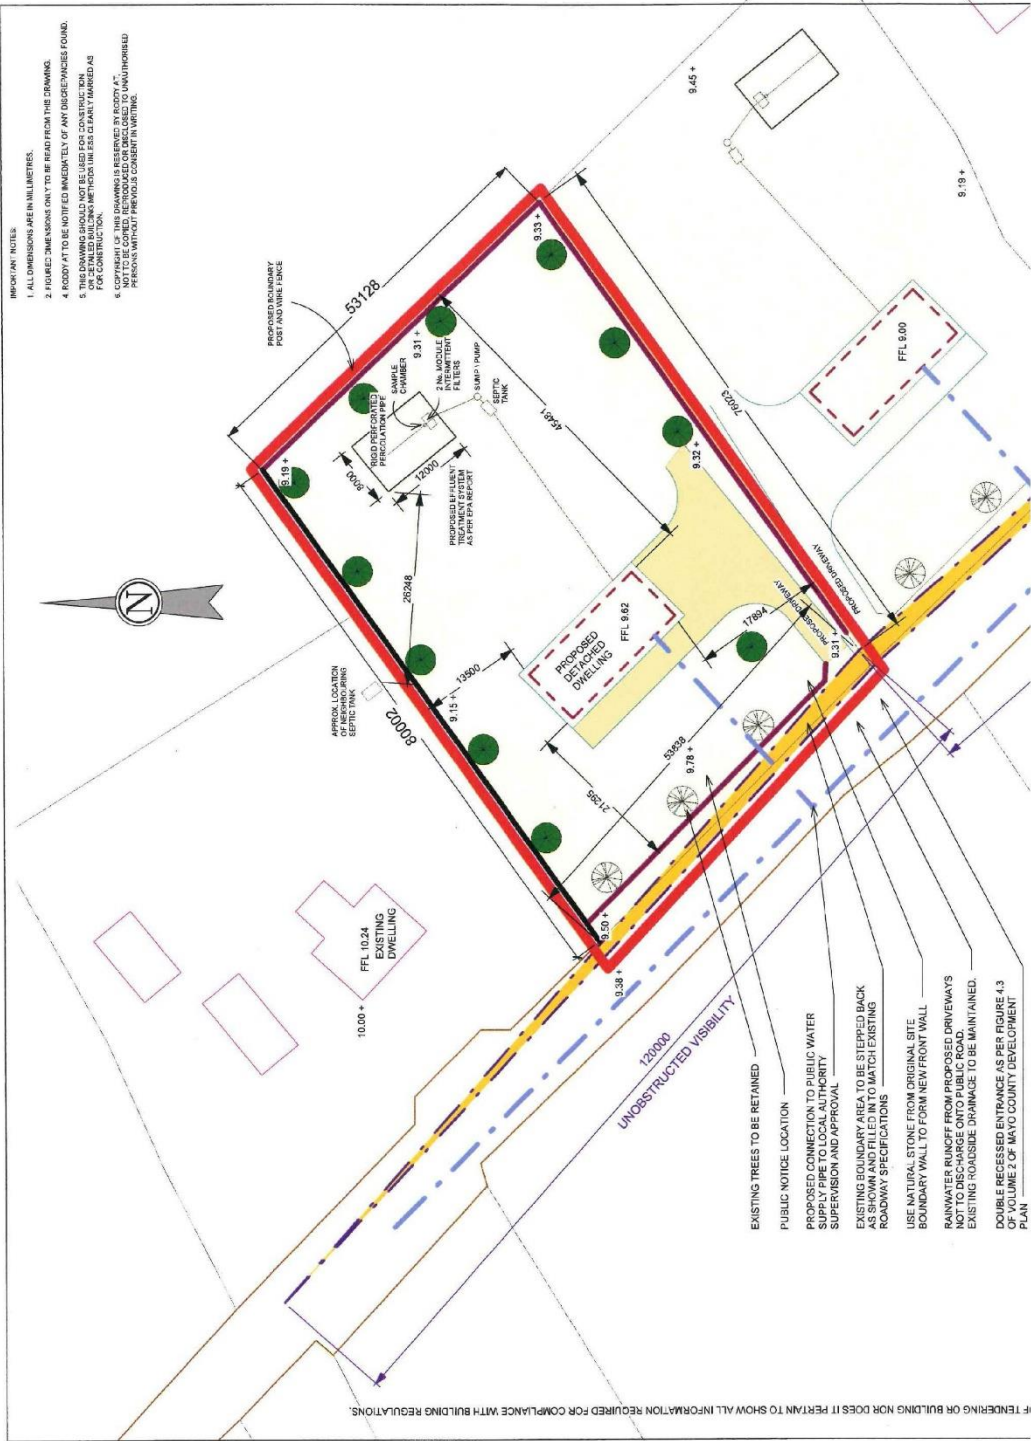 IMPORTANT NOTES:
1. ALL DIMENSIONS ARE IN MILLIMETRES.
2. FIGURED DIMENSIONS ONLY TO BE READ FROM THIS DRAWING.
4. RODDY AT TO BE NOTIFIED IMMEDIATELY OF ANY DISCREPANCIES FOUND.
5. THIS DRAWING SHOULD NOT BE USED FOR CONSTRUCTION
OR DETAILED BUILDING METHODS UNLESS CLEARLY MARKED AS
FOR CONSTRUCTION.
6. COPYRIGHT OF THIS DRAWING IS RESERVED BY RODDY AT.
NOT TO BE COPIED, REPRODUCED OR DISCLOSED TO UNAUTHORISED
PERSONS WITHOUT PREVIOUS CONSENT IN WRITING.
PROPOSED BOUNDARY
POST AND WIRE FENCE
53128
9.33 +
9.45 +
9.19 +
9.31 +
9.19 +
RIGID PERFORATED
PERCOLATION PIPE
SAMPLE
CHAMBER
2 No. MODULE
INTERMITTENT
FILTERS
SUMP \ PUMP
SEPTIC
TANK
8000
12000
PROPOSED EFFLUENT
TREATMENT SYSTEM
AS PER EPA REPORT
26248
45481
9.32 +
76023
FFL 9.00
APPROX. LOCATION
OF NEIGHBOURING
SEPTIC TANK
80002
9.15 +
13500
PROPOSED
DETACHED
DWELLING
FFL 9.62
17894
PROPOSED DRIVEWAY
PROPOSED DRIVEWAY
9.31 +
53838
9.78 +
21295
9.50 +
9.38 +
FFL 10.24
EXISTING
DWELLING
10.00 +
120000
UNOBSTRUCTED VISIBILITY
EXISTING TREES TO BE RETAINED
PUBLIC NOTICE LOCATION
PROPOSED CONNECTION TO PUBLIC WATER
SUPPLY PIPE TO LOCAL AUTHORITY
SUPERVISION AND APPROVAL
EXISTING BOUNDARY AREA TO BE STEPPED BACK
AS SHOWN AND FILLED IN TO MATCH EXISTING
ROADWAY SPECIFICATIONS
USE NATURAL STONE FROM ORIGINAL SITE
BOUNDARY WALL TO FORM NEW FRONT WALL
RAINWATER RUNOFF FROM PROPOSED DRIVEWAYS
NOT TO DISCHARGE ONTO PUBLIC ROAD.
EXISTING ROADSIDE DRAINAGE TO BE MAINTAINED.
DOUBLE RECESSED ENTRANCE AS PER FIGURE 4.3
OF VOLUME 2 OF MAYO COUNTY DEVELOPMENT
PLAN
N
TENDERING OR BUILDING NOR DOES IT PERTAIN TO SHOW ALL INFORMATION REQUIRED FOR COMPLIANCE WITH BUILDING REGULATIONS.